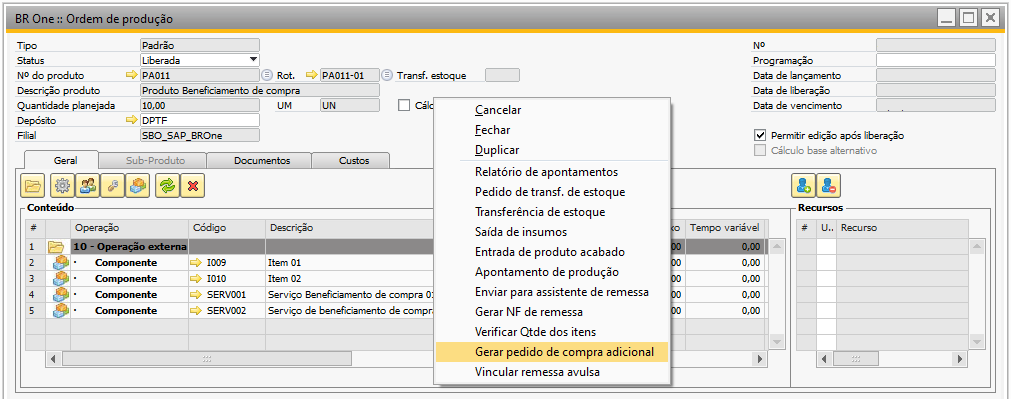 BR One :: Ordem de produção
Tipo Padrão Nº
Status Liberada Programação
Nº do produto PA011 Rot. PA011-01 Transf. estoque Data de lançamento
Descrição produto Produto Beneficiamento de compra Data de liberação
Quantidade planejada 10,00 UM UN Cálc Data de vencimento
Depósito DPTF
Filial SBO_SAP_BROne
Permitir edição após liberação
Cálculo base alternativo
Geral Sub-Produto Documentos Custos
Cancelar
Fechar
Duplicar
Relatório de apontamentos
Pedido de transf. de estoque
Transferência de estoque
Saída de insumos
Entrada de produto acabado
Apontamento de produção
Enviar para assistente de remessa
Gerar NF de remessa
Verificar Qtde dos itens
Gerar pedido de compra adicional
Vincular remessa avulsa
Conteúdo
# Operação Código Descrição xo Tempo variável
1 10 - Operação externa 00 0,00
2 · Componente I009 Item 01 00 0,00
3 · Componente I010 Item 02 00 0,00
4 · Componente SERV001 Serviço Beneficiamento de compra 01 00 0,00
5 · Componente SERV002 Serviço de beneficiamento de compra 00 0,00
Recursos
# U.. Recurso